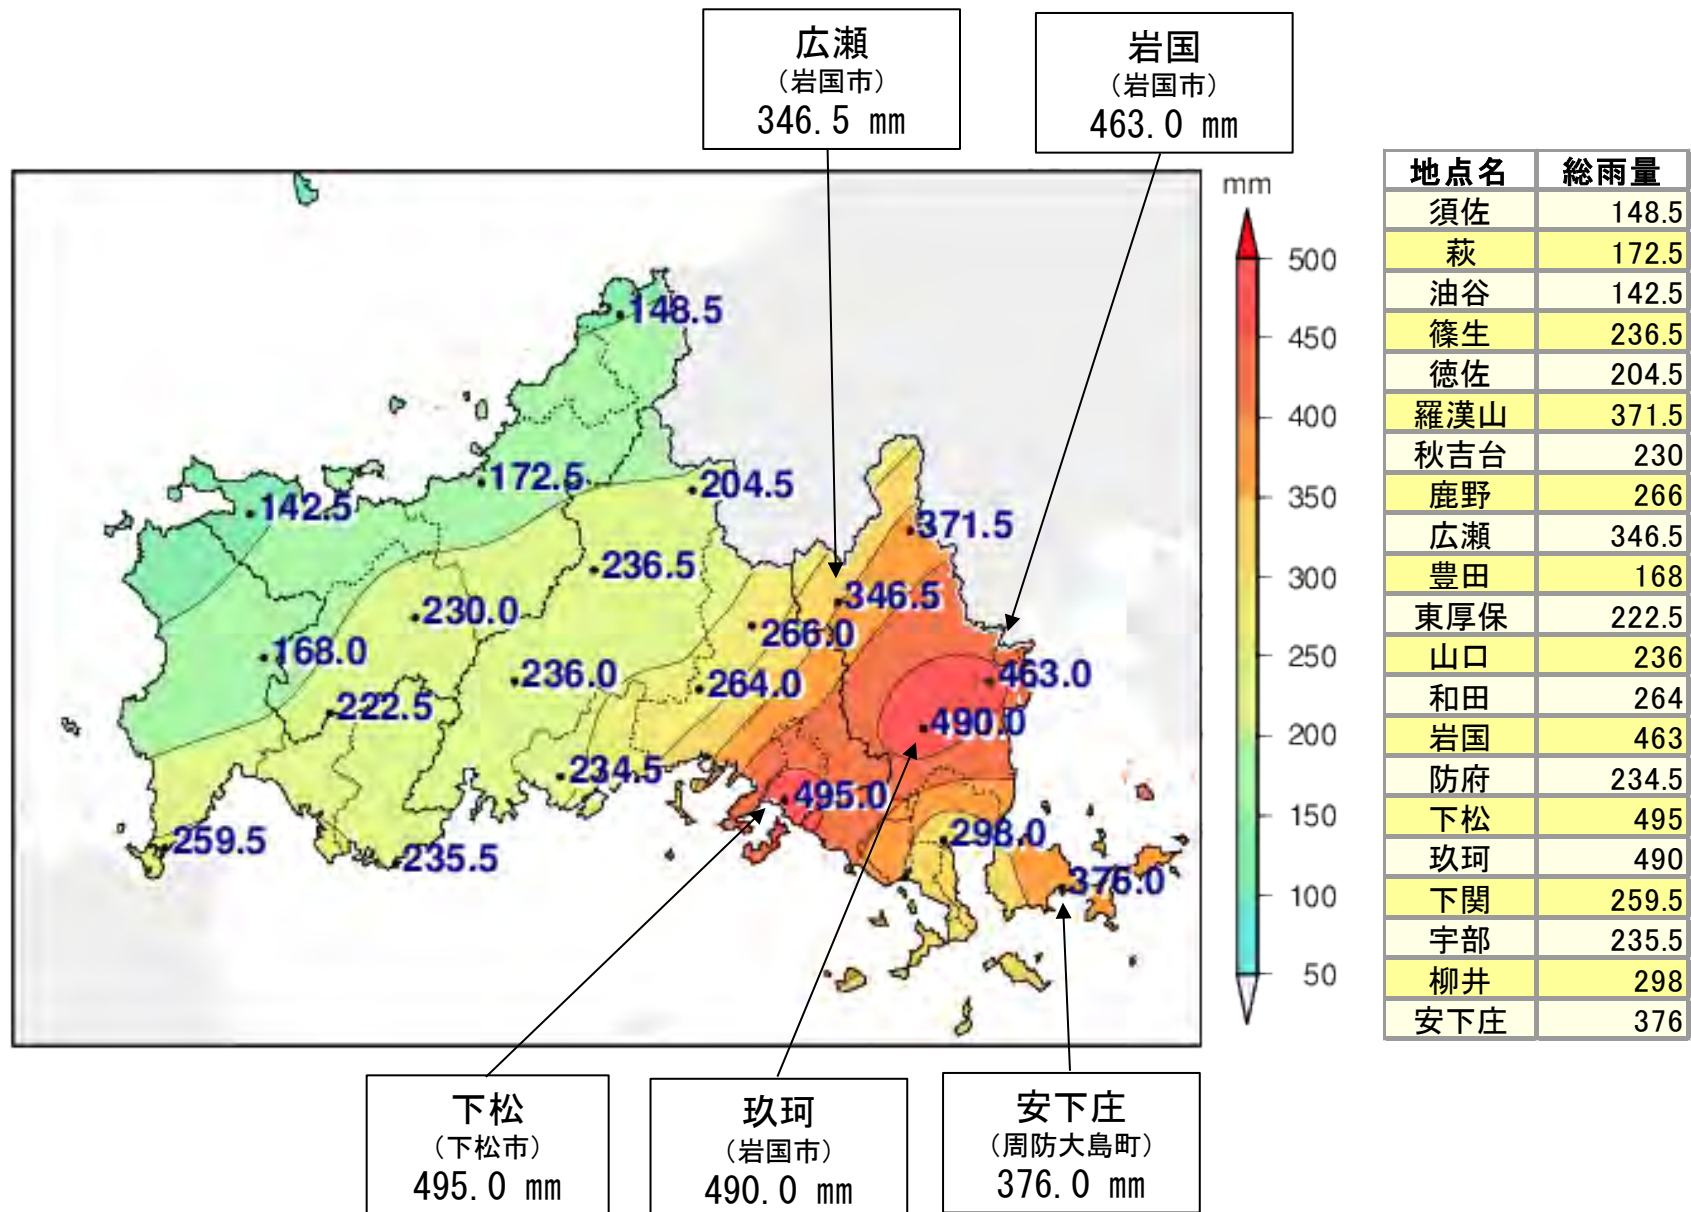 広瀬
（岩国市）
346.5 mm
岩国
（岩国市）
463.0 mm
mm
500
450
400
350
300
250
200
150
100
50
148.5
172.5
204.5
142.5
371.5
236.5
346.5
230.0
266.0
168.0
236.0
264.0
463.0
222.5
490.0
234.5
495.0
259.5
235.5
298.0
376.0
地点名 総雨量
須佐 148.5
萩 172.5
油谷 142.5
篠生 236.5
徳佐 204.5
羅漢山 371.5
秋吉台 230
鹿野 266
広瀬 346.5
豊田 168
東厚保 222.5
山口 236
和田 264
岩国 463
防府 234.5
下松 495
玖珂 490
下関 259.5
宇部 235.5
柳井 298
安下庄 376
下松
（下松市）
495.0 mm
玖珂
（岩国市）
490.0 mm
安下庄
（周防大島町）
376.0 mm